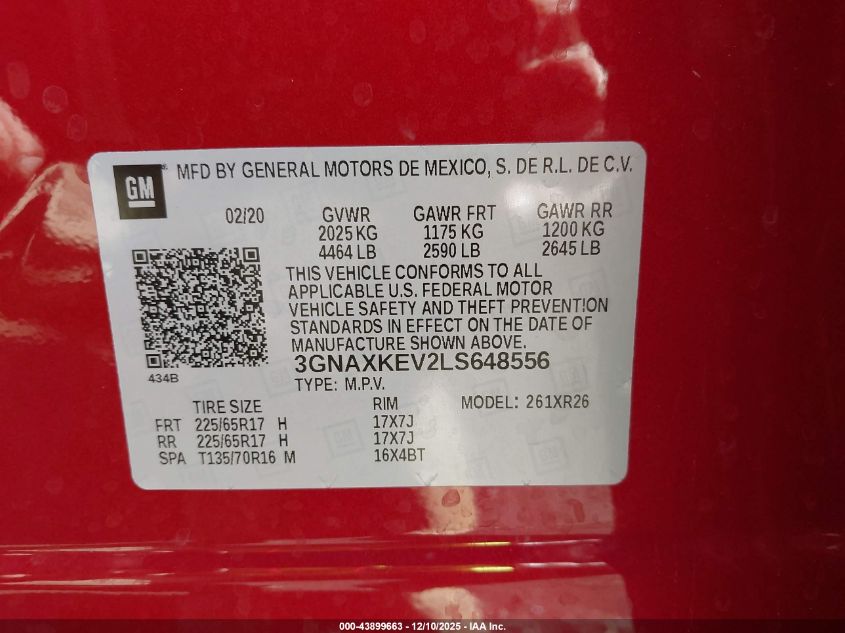 GM MFD BY GENERAL MOTORS DE MEXICO, S. DE R.L. DE C.V.
02/20 GVWR GAWR FRT GAWR RR
2025 KG 1175 KG 1200 KG
4464 LB 2590 LB 2645 LB
THIS VEHICLE CONFORMS TO ALL
APPLICABLE U.S. FEDERAL MOTOR
VEHICLE SAFETY AND THEFT PREVENTION
STANDARDS IN EFFECT ON THE DATE OF
MANUFACTURE SHOWN ABOVE.
434B
3GNAXKEV2LS648556
TYPE: M.P.V.
TIRE SIZE RIM MODEL: 261XR26
FRT 225/65R17 H 17X7J
RR 225/65R17 H 17X7J
SPA T135/70R16 M 16X4BT
000-43899663 - 12/10/2025 - IAA Inc.